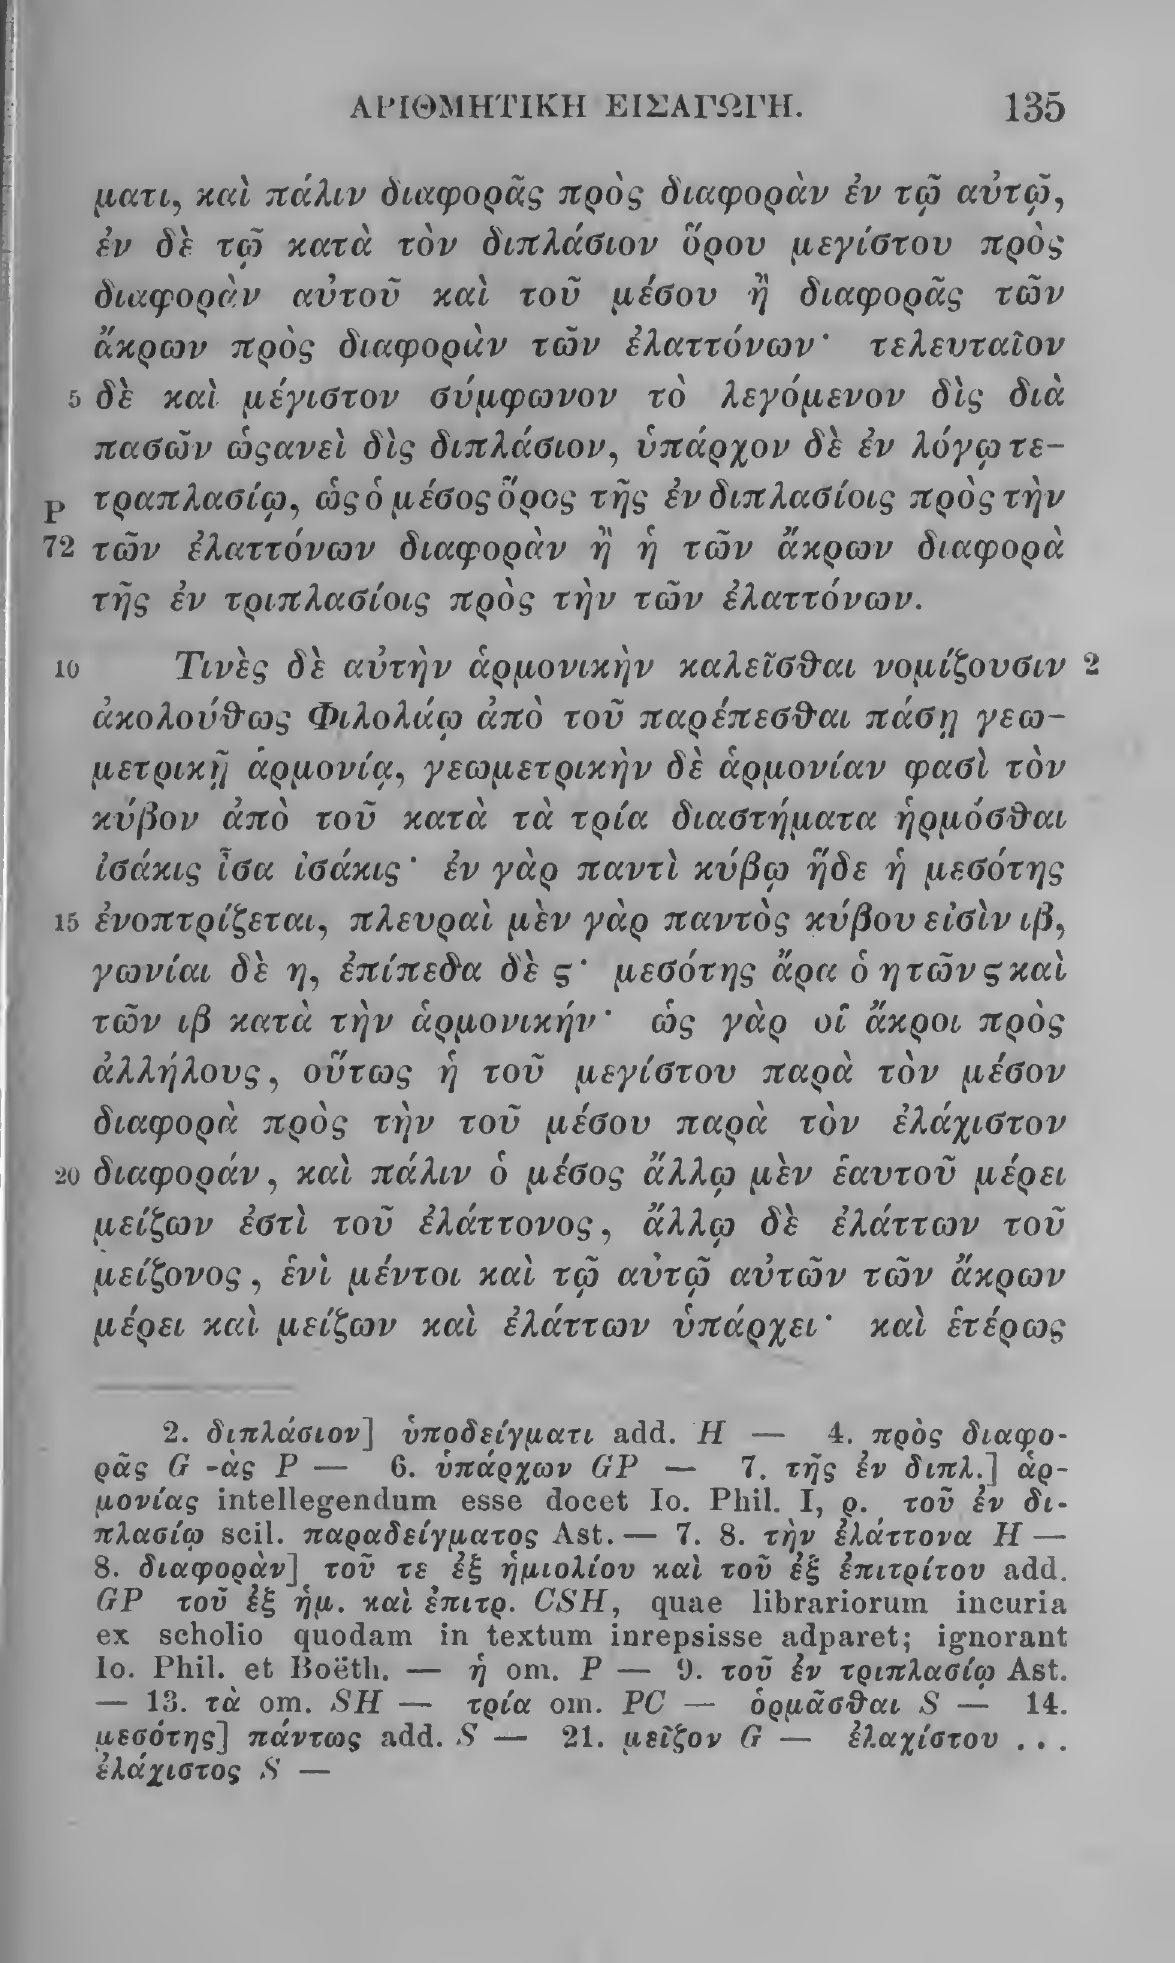 ΑΡΙΘΜΗΤΙΚΗ ΕΙΣΑΓΩΓΗ. 135
ματι, καὶ πάλιν διαφορᾶς πρὸς διαφορὰν ἐν τῷ αὐτῷ,
ἐν δὲ τῷ κατὰ τὸν διπλάσιον ὅρου μεγίστου πρὸς
διαφορὰν αὐτοῦ καὶ τοῦ μέσου ἢ διαφορᾶς τῶν
ἄκρων πρὸς διαφορὰν τῶν ἐλαττόνων· τελευταῖον
5 δὲ καὶ μέγιστον σύμφωνον τὸ λεγόμενον δὶς διὰ
πασῶν ὡςανεὶ δὶς διπλάσιον, ὑπάρχον δὲ ἐν λόγῳ τε-
P τραπλασίῳ, ὡς ὁ μέσος ὅρος τῆς ἐν διπλασίοις πρὸς τὴν
72 τῶν ἐλαττόνων διαφορὰν ἢ ἡ τῶν ἄκρων διαφορὰ
τῆς ἐν τριπλασίοις πρὸς τὴν τῶν ἐλαττόνων.
10 Τινὲς δὲ αὐτὴν ἁρμονικὴν καλεῖσθαι νομίζουσιν 2
ἀκολούθως Φιλολάῳ ἀπὸ τοῦ παρέπεσθαι πάσῃ γεω-
μετρικῇ ἁρμονίᾳ, γεωμετρικὴν δὲ ἁρμονίαν φασὶ τὸν
κύβον ἀπὸ τοῦ κατὰ τὰ τρία διαστήματα ἡρμόσθαι
ἰσάκις ἴσα ἰσάκις· ἐν γὰρ παντὶ κύβῳ ἥδε ἡ μεσότης
15 ἐνοπτρίζεται, πλευραὶ μὲν γὰρ παντὸς κύβου εἰσὶν ιβ,
γωνίαι δὲ η, ἐπίπεδα δὲ ς· μεσότης ἄρα ὁ η τῶν ς καὶ
τῶν ιβ κατὰ τὴν ἁρμονικήν· ὡς γὰρ οἱ ἄκροι πρὸς
ἀλλήλους, οὕτως ἡ τοῦ μεγίστου παρὰ τὸν μέσον
διαφορὰ πρὸς τὴν τοῦ μέσου παρὰ τὸν ἐλάχιστον
20 διαφοράν, καὶ πάλιν ὁ μέσος ἄλλῳ μὲν ἑαυτοῦ μέρει
μείζων ἐστὶ τοῦ ἐλάττονος, ἄλλῳ δὲ ἐλάττων τοῦ
μείζονος, ἑνὶ μέντοι καὶ τῷ αὐτῷ αὐτῶν τῶν ἄκρων
μέρει καὶ μείζων καὶ ἐλάττων ὑπάρχει· καὶ ἑτέρως
2. διπλάσιον] ὑποδείγματι add. H — 4. πρὸς διαφο-
ρᾶς G -ὰς P — 6. ὑπάρχων GP — 7. τῆς ἐν διπλ.] ἁρ-
μονίας intellegendum esse docet Io. Phil. I, ρ. τοῦ ἐν δι-
πλασίῳ scil. παραδείγματος Ast. — 7. 8. τὴν ἐλάττονα H —
8. διαφορὰν] τοῦ τε ἐξ ἡμιολίου καὶ τοῦ ἐξ ἐπιτρίτου add.
GP τοῦ ἐξ ἡμ. καὶ ἐπιτρ. CSH, quae librariorum incuria
ex scholio quodam in textum inrepsisse adparet; ignorant
Io. Phil. et Boëth. — ἡ om. P — 9. τοῦ ἐν τριπλασίῳ Ast.
— 13. τὰ om. SH — τρία om. PC — ὁρμᾶσθαι S — 14.
μεσότης] πάντως add. S — 21. μεῖζον G — ἐλαχίστου ...
ἐλάχιστος S —